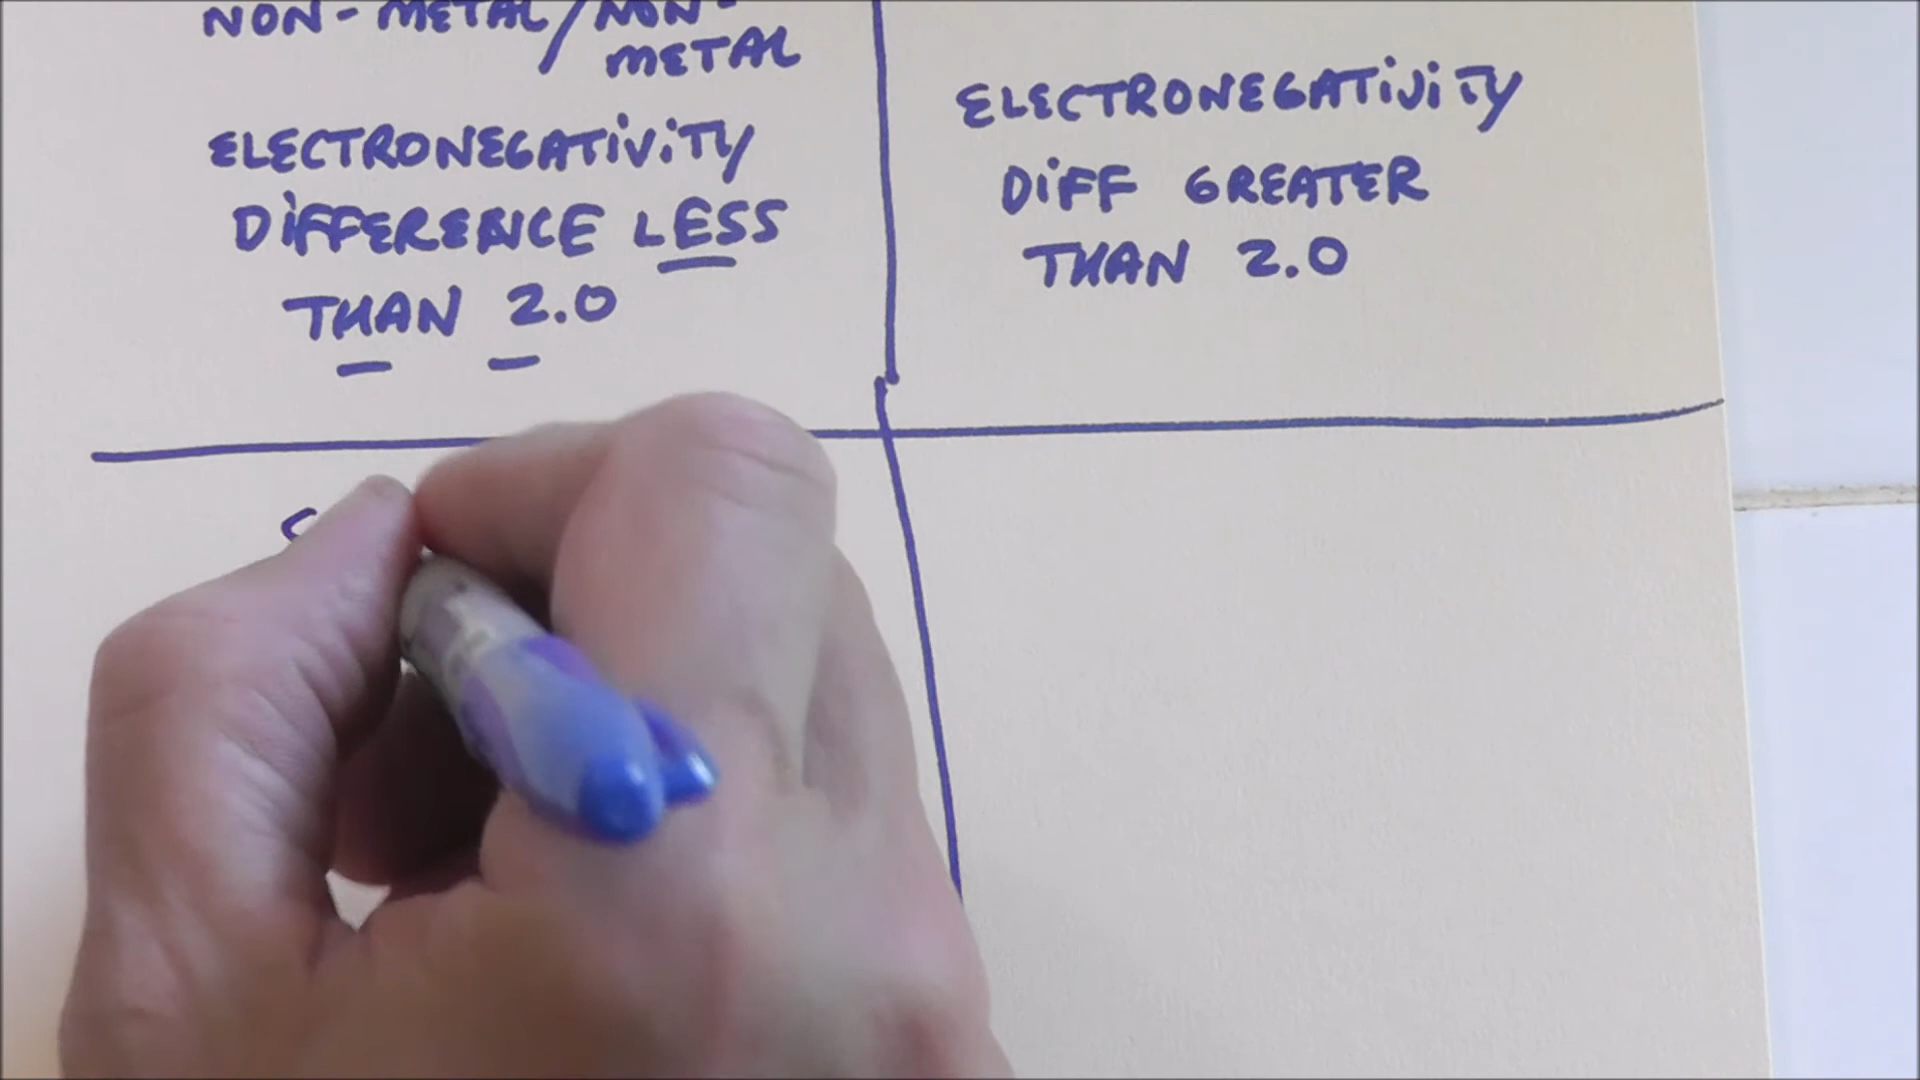 NON-METAL/NON-
METAL
ELECTRONEGATIVITY
DIFFERENCE LESS
THAN 2.0
ELECTRONEGATIVITY
DIFF GREATER
THAN 2.0